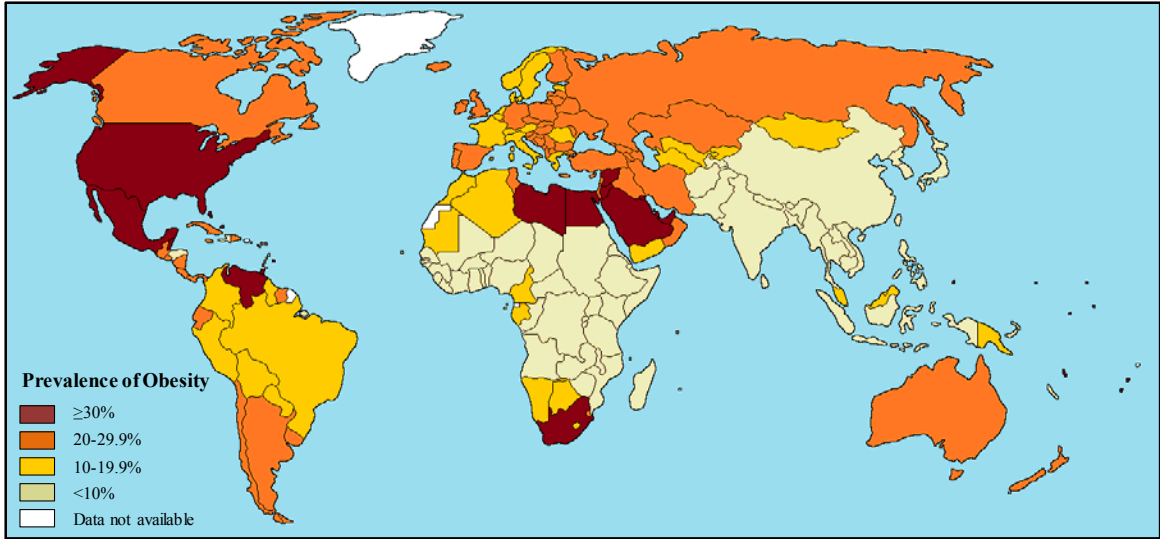 Prevalence of Obesity
≥30%
20-29.9%
10-19.9%
<10%
Data not available